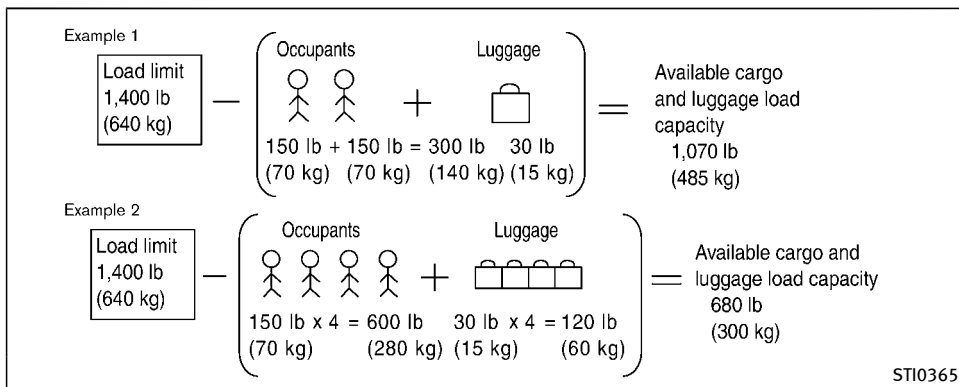 Example 1
Load limit
1,400 lb
(640 kg)
Occupants
Luggage
150 lb + 150 lb = 300 lb 30 lb
(70 kg) (70 kg) (140 kg) (15 kg)
Available cargo
and luggage load
capacity
1,070 lb
(485 kg)
Example 2
Load limit
1,400 lb
(640 kg)
Occupants
Luggage
150 lb x 4 = 600 lb 30 lb x 4 = 120 lb
(70 kg) (280 kg) (15 kg) (60 kg)
Available cargo and
luggage load capacity
680 lb
(300 kg)
STI0365